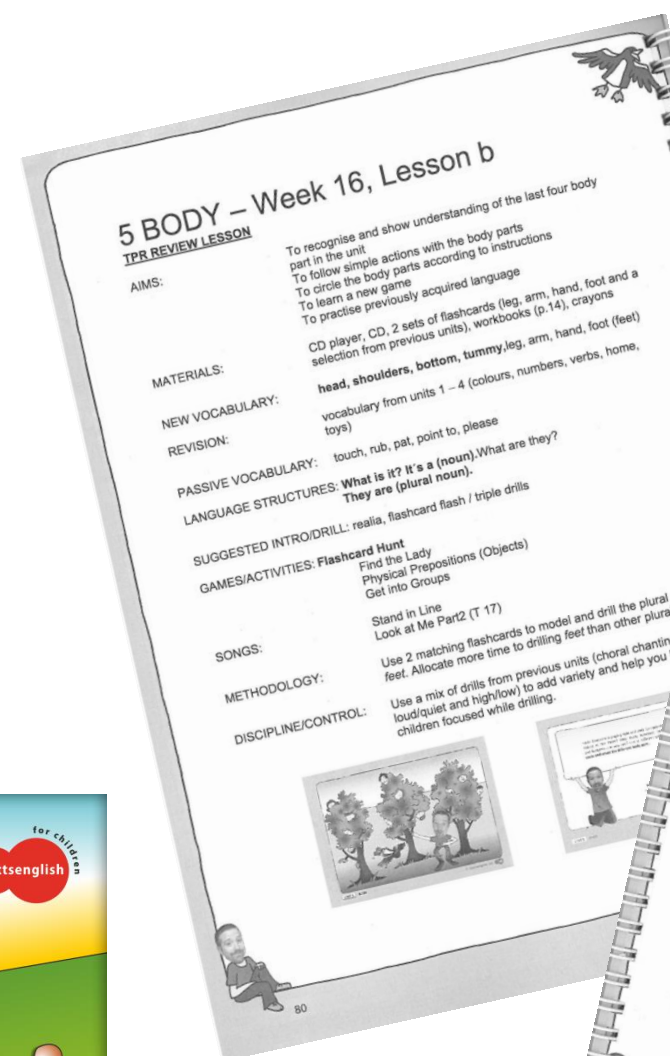 5 BODY – Week 16, Lesson b
TPR REVIEW LESSON
AIMS:
To recognise and show understanding of the last four body
part in the unit
To follow simple actions with the body parts
To circle the body parts according to instructions
To learn a new game
To practise previously acquired language
MATERIALS:
CD player, CD, 2 sets of flashcards (leg, arm, hand, foot and a
selection from previous units), workbooks (p.14), crayons
NEW VOCABULARY:
head, shoulders, bottom, tummy,leg, arm, hand, foot (feet)
REVISION:
vocabulary from units 1 – 4 (colours, numbers, verbs, home,
toys)
PASSIVE VOCABULARY: touch, rub, pat, point to, please
LANGUAGE STRUCTURES: What is it? It´s a (noun).What are they?
They are (plural noun).
SUGGESTED INTRO/DRILL: realia, flashcard flash / triple drills
GAMES/ACTIVITIES: Flashcard Hunt
Find the Lady
Physical Prepositions (Objects)
Get into Groups
SONGS:
Stand in Line
Look at Me Part2 (T 17)
METHODOLOGY:
Use 2 matching flashcards to model and drill the plural
feet. Allocate more time to drilling feet than other plura
DISCIPLINE/CONTROL:
Use a mix of drills from previous units (choral chantin
loud/quiet and high/low) to add variety and help you
children focused while drilling.
80
for children
tsenglish